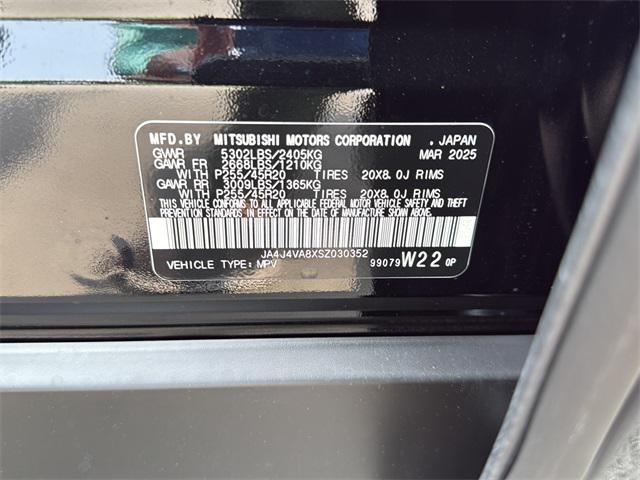 MFD.BY MITSUBISHI MOTORS CORPORATION , JAPAN
GVWR 5302LBS/2405KG MAR 2025
GAWR FR 2668LBS/1210KG
WITH P255/45R20 TIRES 20X8.0J RIMS
GAWR RR 3009LBS/1365KG
WITH P255/45R20 TIRES 20X8.0J RIMS
THIS VEHICLE CONFORMS TO ALL APPLICABLE FEDERAL MOTOR VEHICLE SAFETY AND THEFT
PREVENTION STANDARDS IN EFFECT ON THE DATE OF MANUFACTURE SHOWN ABOVE.
JA4J4VA8XSZ030352
VEHICLE TYPE:MPV 99079 W22 0P